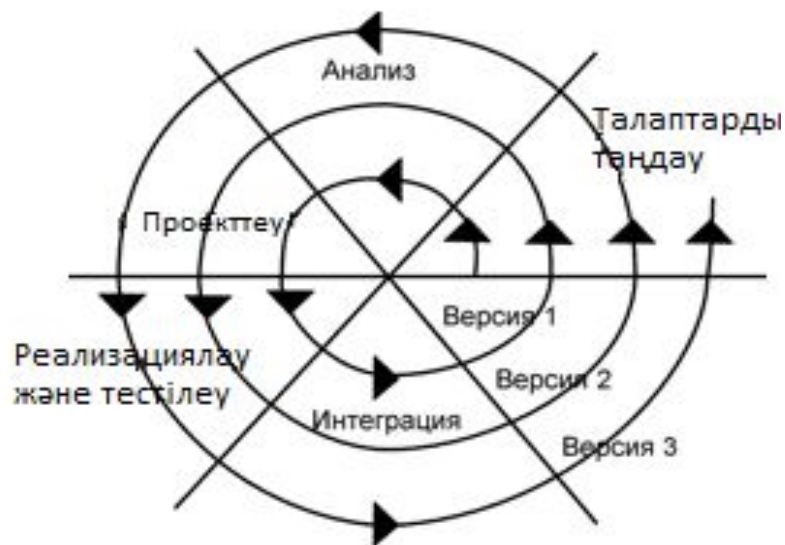 Анализ
Талаптарды
таңдау
Проекттеу
Версия 1
Реализациялау
және тестілеу
Версия 2
Интеграция
Версия 3